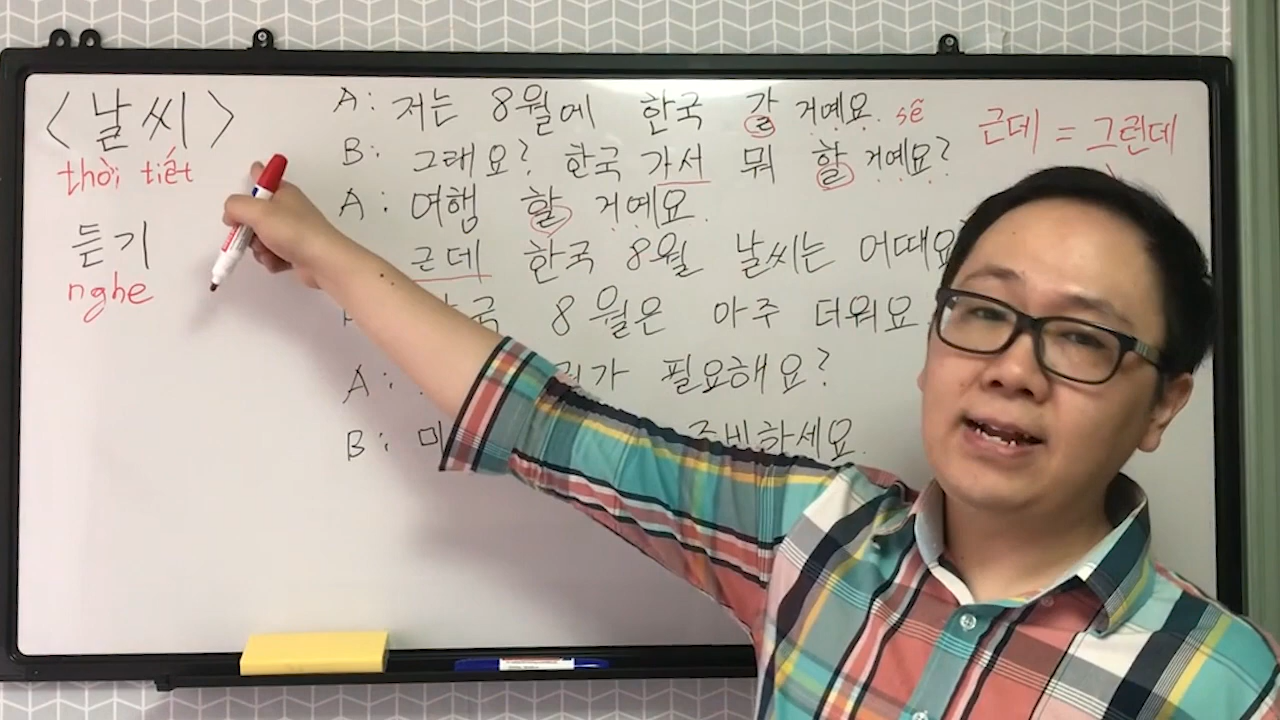 <날씨>
thời tiết
듣기
nghe
A: 저는 8월에 한국 갈 거예요. sẽ
B: 그래요? 한국 가서 뭐 할 거예요?
A: 여행 할 거예요.
근데 한국 8월 날씨는 어때요
8월은 아주 더워요
A: 필요해요?
B: 준비하세요.
근데 = 그런데